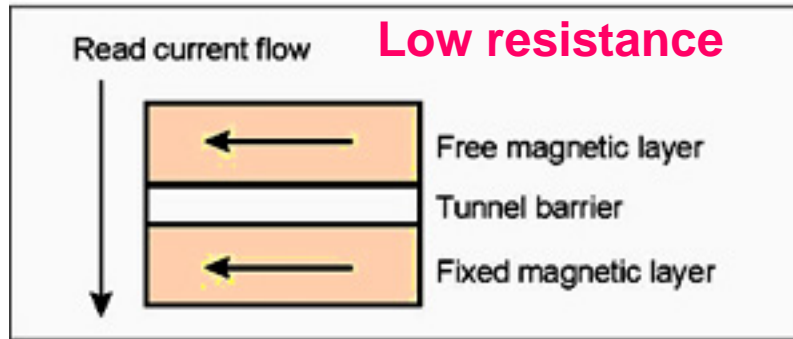 Read current flow
Low resistance
Free magnetic layer
Tunnel barrier
Fixed magnetic layer